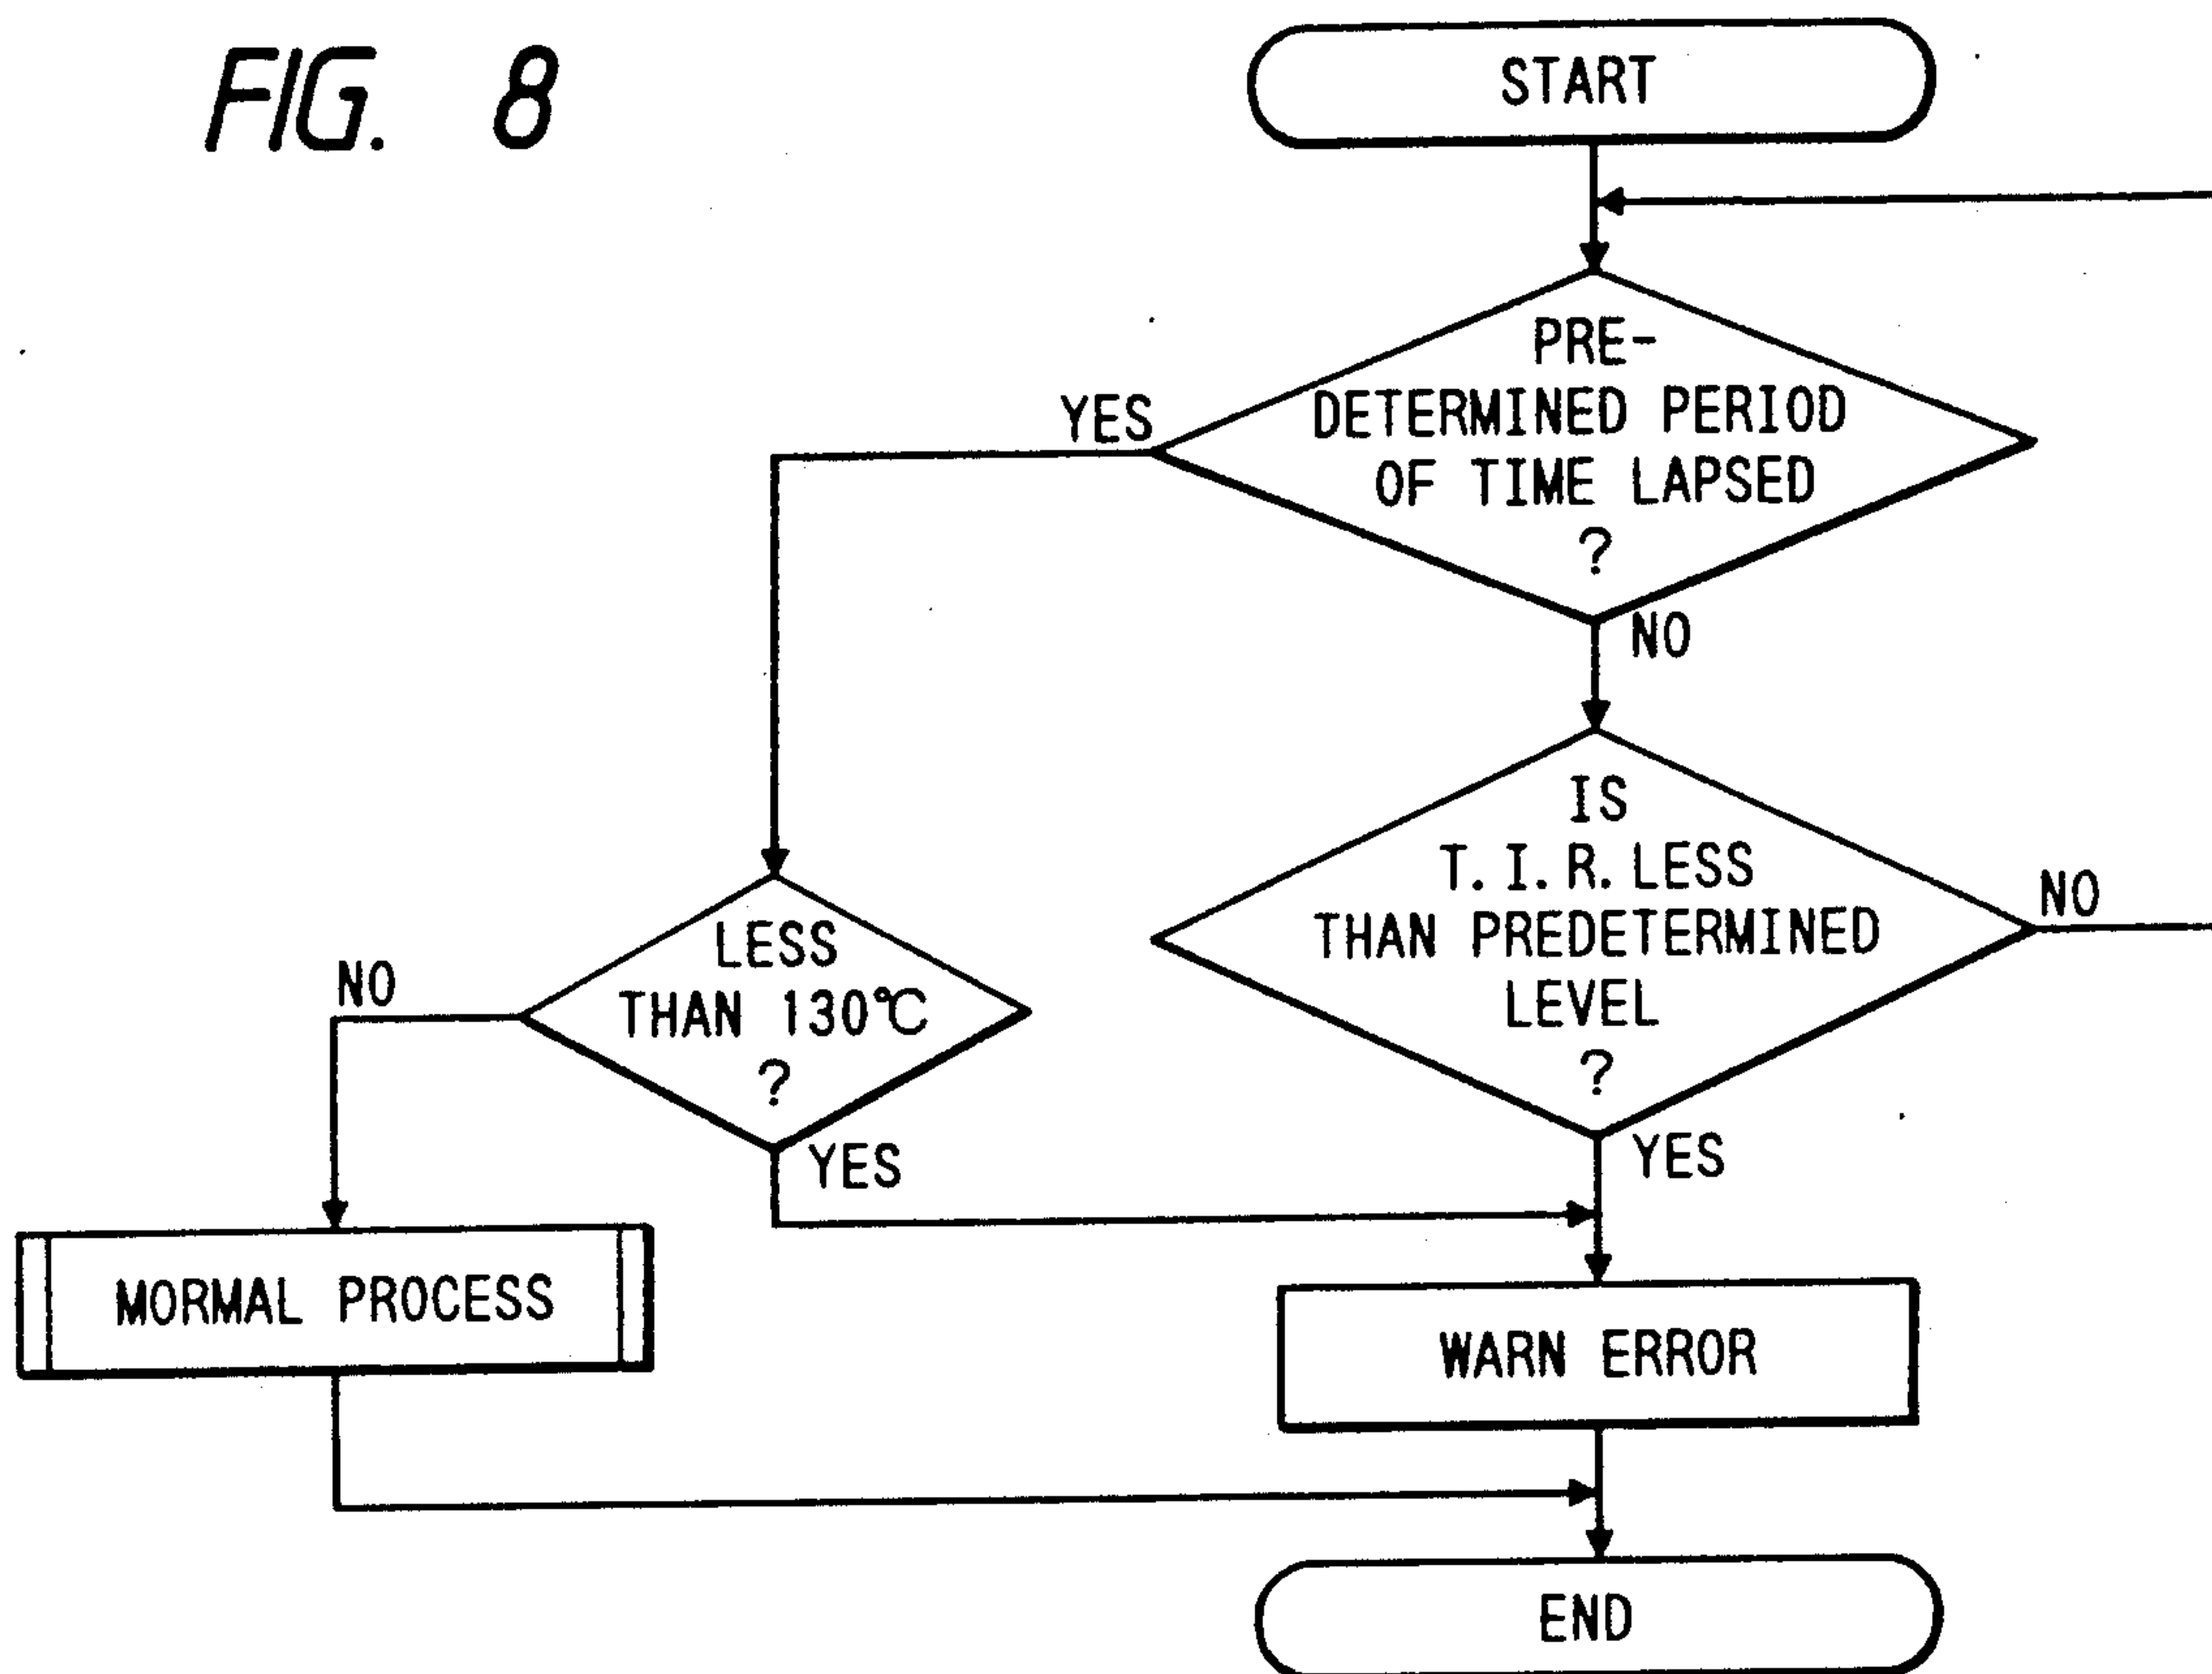 FIG. 8
START
PRE-
DETERMINED PERIOD
OF TIME LAPSED
?
YES
NO
IS
T. I. R. LESS
THAN PREDETERMINED
LEVEL
?
NO
YES
LESS
THAN 130℃
?
NO
YES
MORMAL PROCESS
WARN ERROR
END